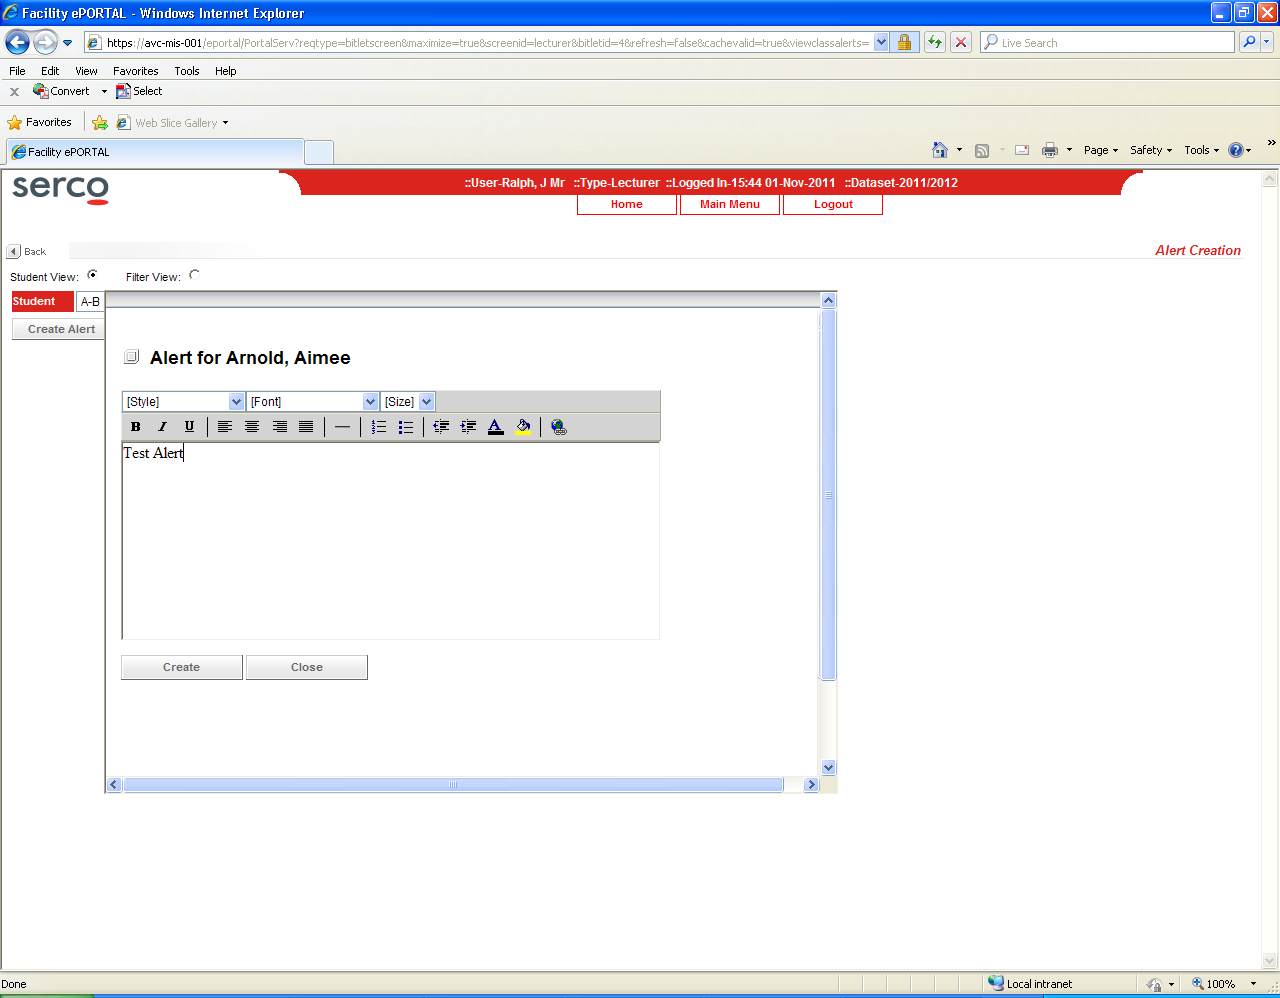 Facility ePORTAL - Windows Internet Explorer
https://avc-mis-001/eportal/PortalServ?reqtype=bitletscreen&maximize=true&screenid=lecturer&bitletid=4&refresh=false&cachevalid=true&viewclassalerts=
Live Search
File Edit View Favorites Tools Help
x Convert Select
Favorites Web Slice Gallery
Facility ePORTAL
Page Safety Tools
serco
::User-Ralph, J Mr ::Type-Lecturer ::Logged In-15:44 01-Nov-2011 ::Dataset-2011/2012
Home Main Menu Logout
Back
Alert Creation
Student View: Filter View:
Student A-B
Create Alert
Alert for Arnold, Aimee
[Style] [Font] [Size]
B I U A
Test Alert
Create Close
Done
Local intranet
100%